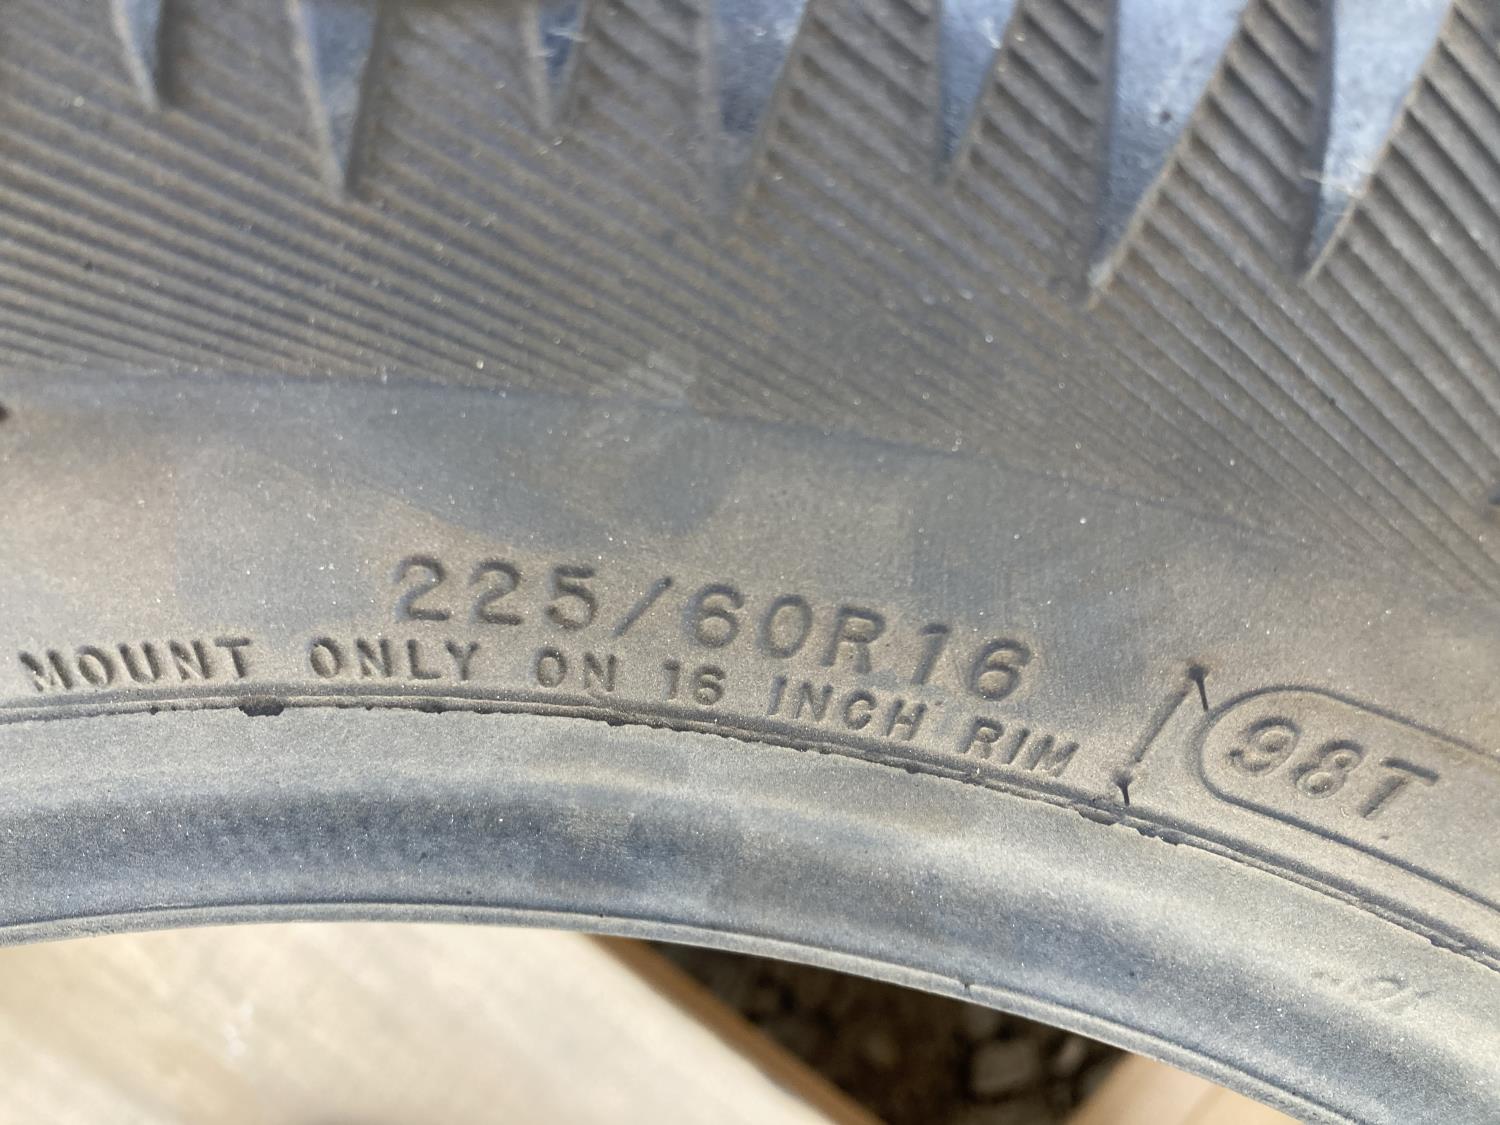 225/60R16
MOUNT ONLY ON 16 INCH RIM
98T